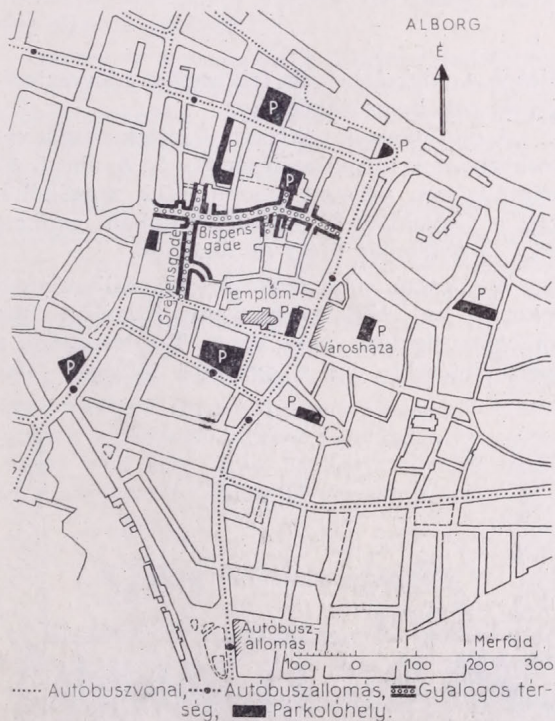 ALBORG
É
P
P
P
P
Bispens-
gade
Gravensgade
Templom
P
P
P
Városháza
P
P
P
Autóbusz-
állomás
Mérföld
100 0 100 200 300
Autóbuszvonal, Autóbuszállomás, Gyalogos tér-
ség, Parkolóhely.